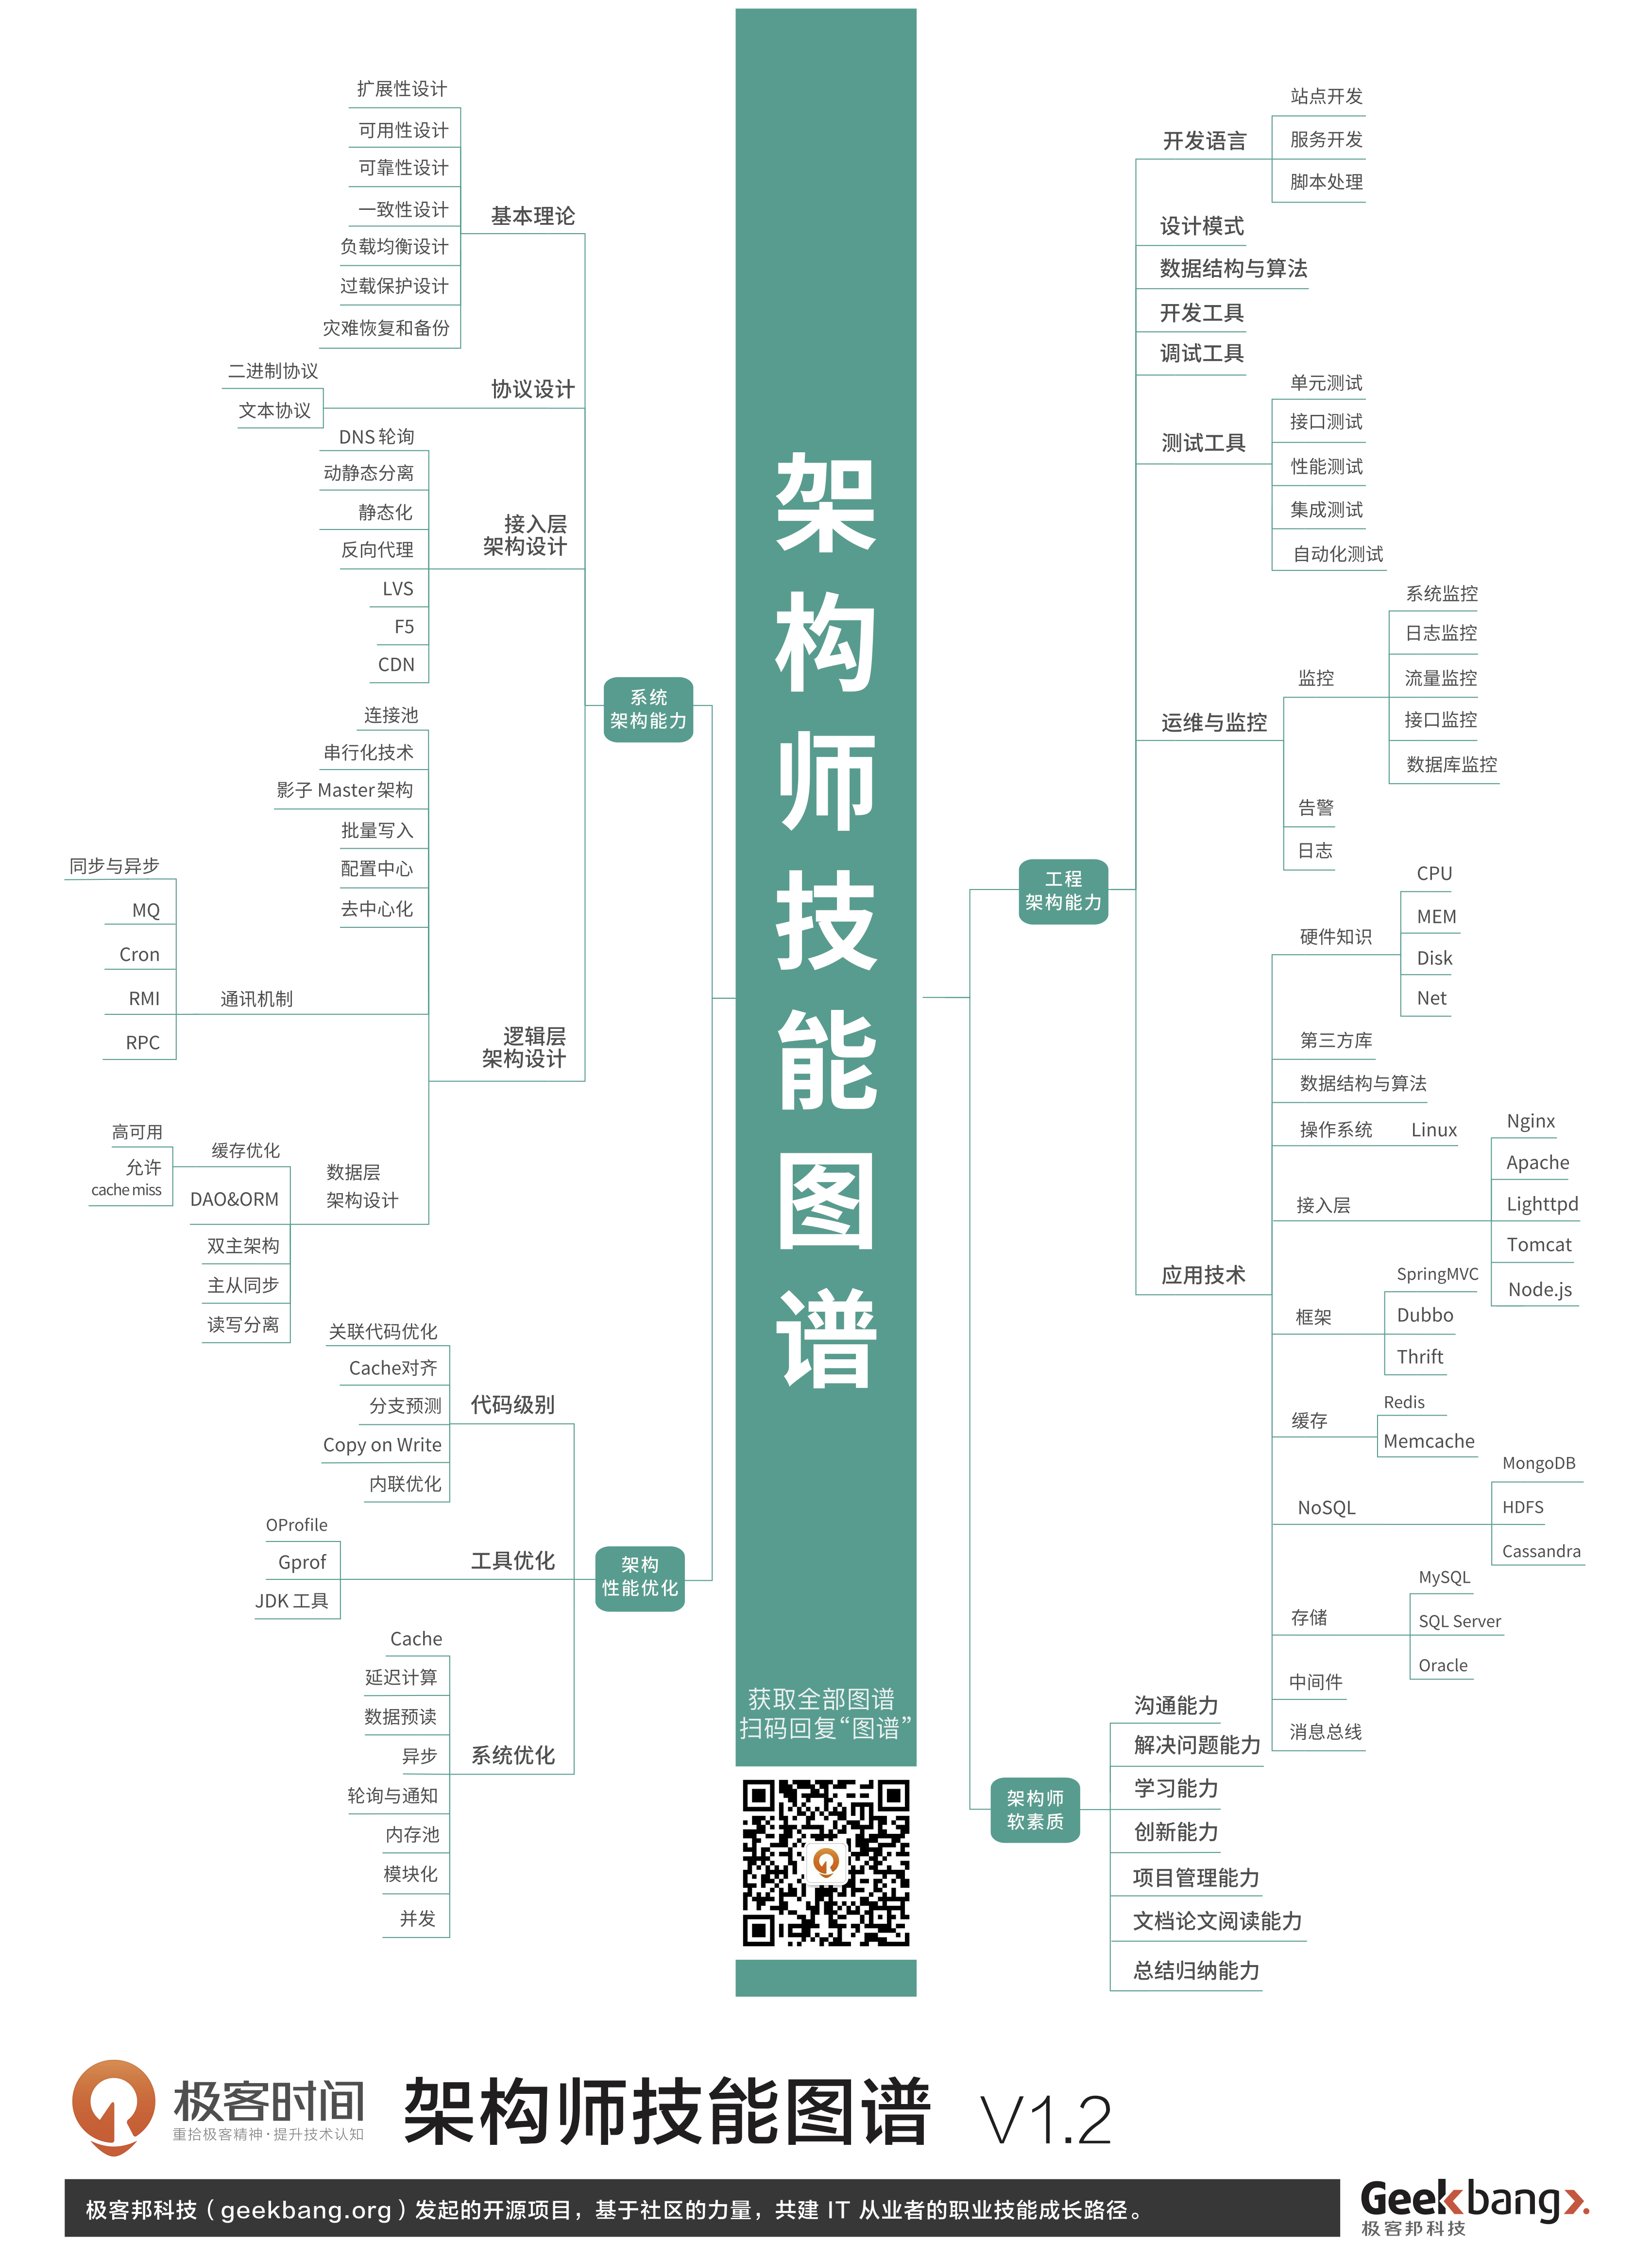 扩展性设计
可用性设计
可靠性设计
一致性设计
负载均衡设计
过载保护设计
灾难恢复和备份
基本理论
二进制协议
文本协议
协议设计
DNS 轮询
动静态分离
静态化
反向代理
LVS
F5
CDN
接入层
架构设计
系统
架构能力
连接池
串行化技术
影子 Master 架构
批量写入
配置中心
去中心化
同步与异步
MQ
Cron
RMI
RPC
通讯机制
逻辑层
架构设计
高可用
允许
cache miss
缓存优化
DAO&ORM
双主架构
主从同步
读写分离
数据层
架构设计
关联代码优化
Cache对齐
分支预测
Copy on Write
内联优化
代码级别
OProfile
Gprof
JDK 工具
工具优化
架构
性能优化
Cache
延迟计算
数据预读
异步
轮询与通知
内存池
模块化
并发
系统优化
架
构
师
技
能
图
谱
获取全部图谱
扫码回复“图谱”
开发语言
站点开发
服务开发
脚本处理
设计模式
数据结构与算法
开发工具
调试工具
测试工具
单元测试
接口测试
性能测试
集成测试
自动化测试
运维与监控
监控
系统监控
日志监控
流量监控
接口监控
数据库监控
告警
日志
工程
架构能力
应用技术
硬件知识
CPU
MEM
Disk
Net
第三方库
数据结构与算法
操作系统
Linux
接入层
Nginx
Apache
Lighttpd
Tomcat
Node.js
框架
SpringMVC
Dubbo
Thrift
缓存
Redis
Memcache
NoSQL
MongoDB
HDFS
Cassandra
存储
MySQL
SQL Server
Oracle
中间件
消息总线
架构师
软素质
沟通能力
解决问题能力
学习能力
创新能力
项目管理能力
文档论文阅读能力
总结归纳能力
极客时间
重拾极客精神·提升技术认知
架构师技能图谱 V1.2
极客邦科技（geekbang.org）发起的开源项目，基于社区的力量，共建 IT 从业者的职业技能成长路径。
Geekbang>.
极客邦科技